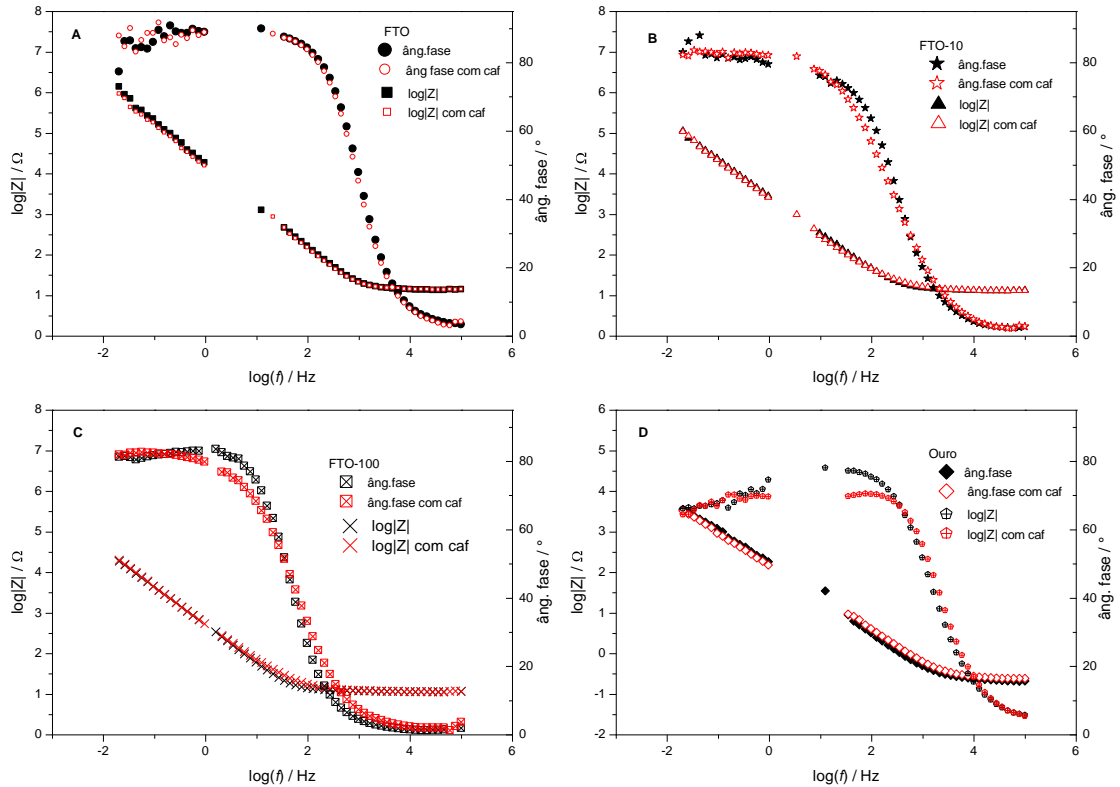 A
FTO
âng.fase
âng fase com caf
log|Z|
log|Z| com caf
8
7
6
5
4
3
2
1
0
100
80
60
40
20
0
-2
0
2
4
6
log|Z| / Ω
âng. fase / °
log(f) / Hz
B
FTO-10
âng.fase
âng.fase com caf
log|Z|
log|Z| com caf
8
7
6
5
4
3
2
1
0
80
60
40
20
0
-2
0
2
4
6
log|Z| / Ω
âng. fase / °
log(f) / Hz
C
FTO-100
âng.fase
âng.fase com caf
log|Z|
log|Z| com caf
8
7
6
5
4
3
2
1
0
80
60
40
20
0
-2
0
2
4
6
log|Z| / Ω
âng. fase / °
log(f) / Hz
D
Ouro
âng.fase
âng.fase com caf
log|Z|
log|Z| com caf
6
5
4
3
2
1
0
-1
-2
80
60
40
20
0
-2
0
2
4
6
log|Z| / Ω
âng. fase / °
log(f) / Hz